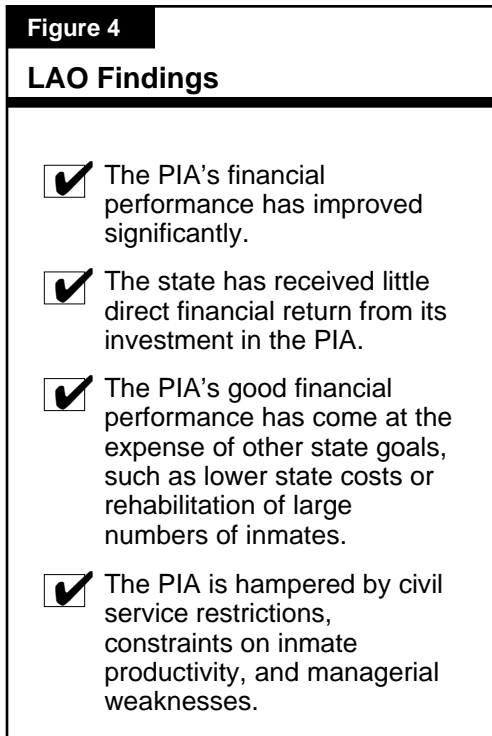 Figure 4
LAO Findings
The PIA's financial
performance has improved
significantly.
The state has received little
direct financial return from its
investment in the PIA.
The PIA's good financial
performance has come at the
expense of other state goals,
such as lower state costs or
rehabilitation of large
numbers of inmates.
The PIA is hampered by civil
service restrictions,
constraints on inmate
productivity, and managerial
weaknesses.